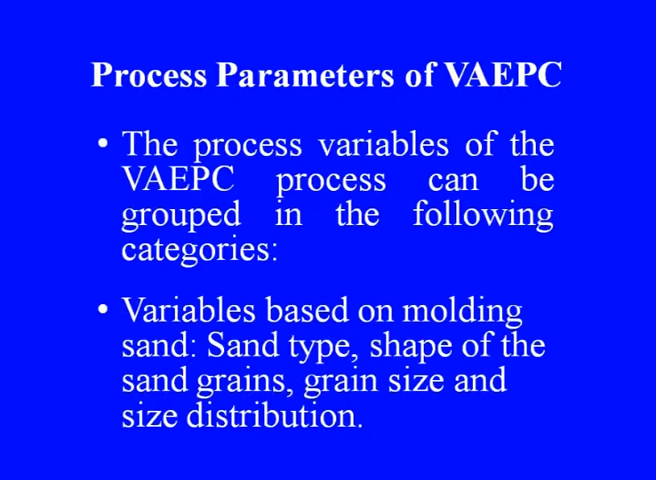 Process Parameters of VAEPC
• The process variables of the
VAEPC process can be
grouped in the following
categories:
• Variables based on molding
sand: Sand type, shape of the
sand grains, grain size and
size distribution.